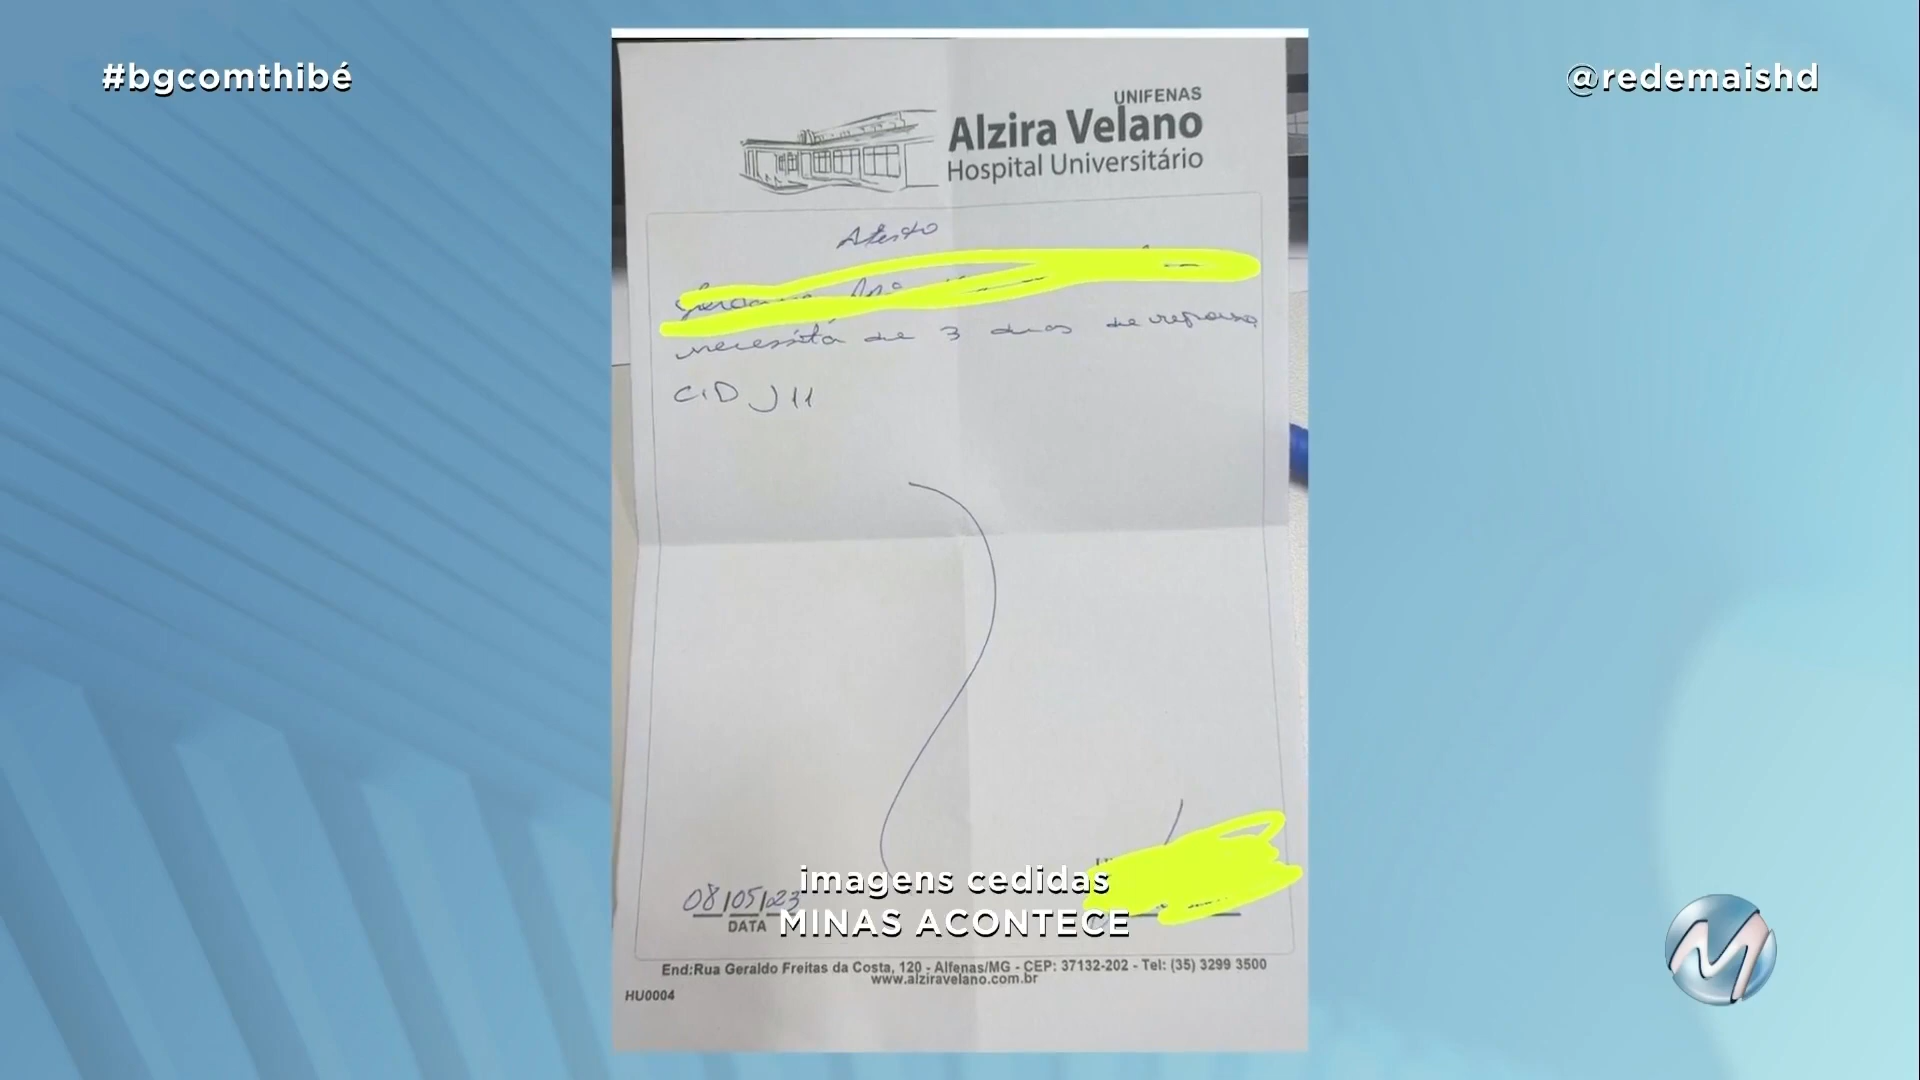 #bgcomthibé
@redemaishd
UNIFENAS
Alzira Velano
Hospital Universitário
Atesto
necessita de 3 dias de repouso
CID J11
08/05/023
DATA
imagens cedidas
MINAS ACONTECE
End:Rua Geraldo Freitas da Costa, 120 - Alfenas/MG - CEP: 37132-202 - Tel: (35) 3299 3500
www.alziravelano.com.br
HU0004